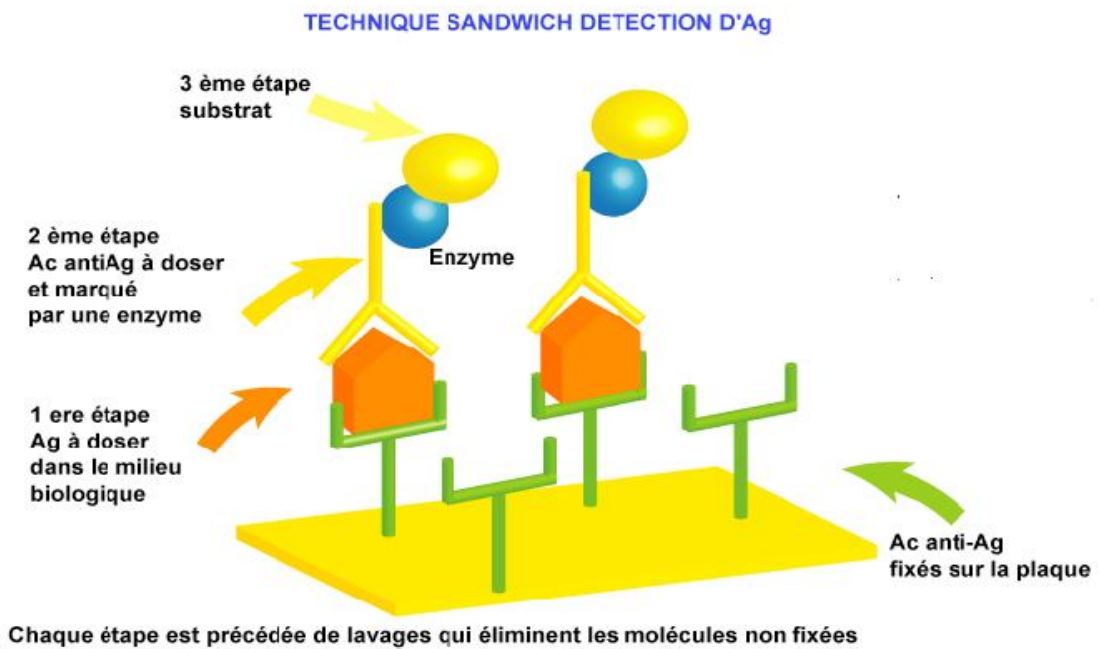 TECHNIQUE SANDWICH DETECTION D'Ag
3 ème étape
substrat
2 ème étape
Ac antiAg à doser
et marqué
par une enzyme
Enzyme
1 ere étape
Ag à doser
dans le milieu
biologique
Ac anti-Ag
fixés sur la plaque
Chaque étape est précédée de lavages qui éliminent les molécules non fixées